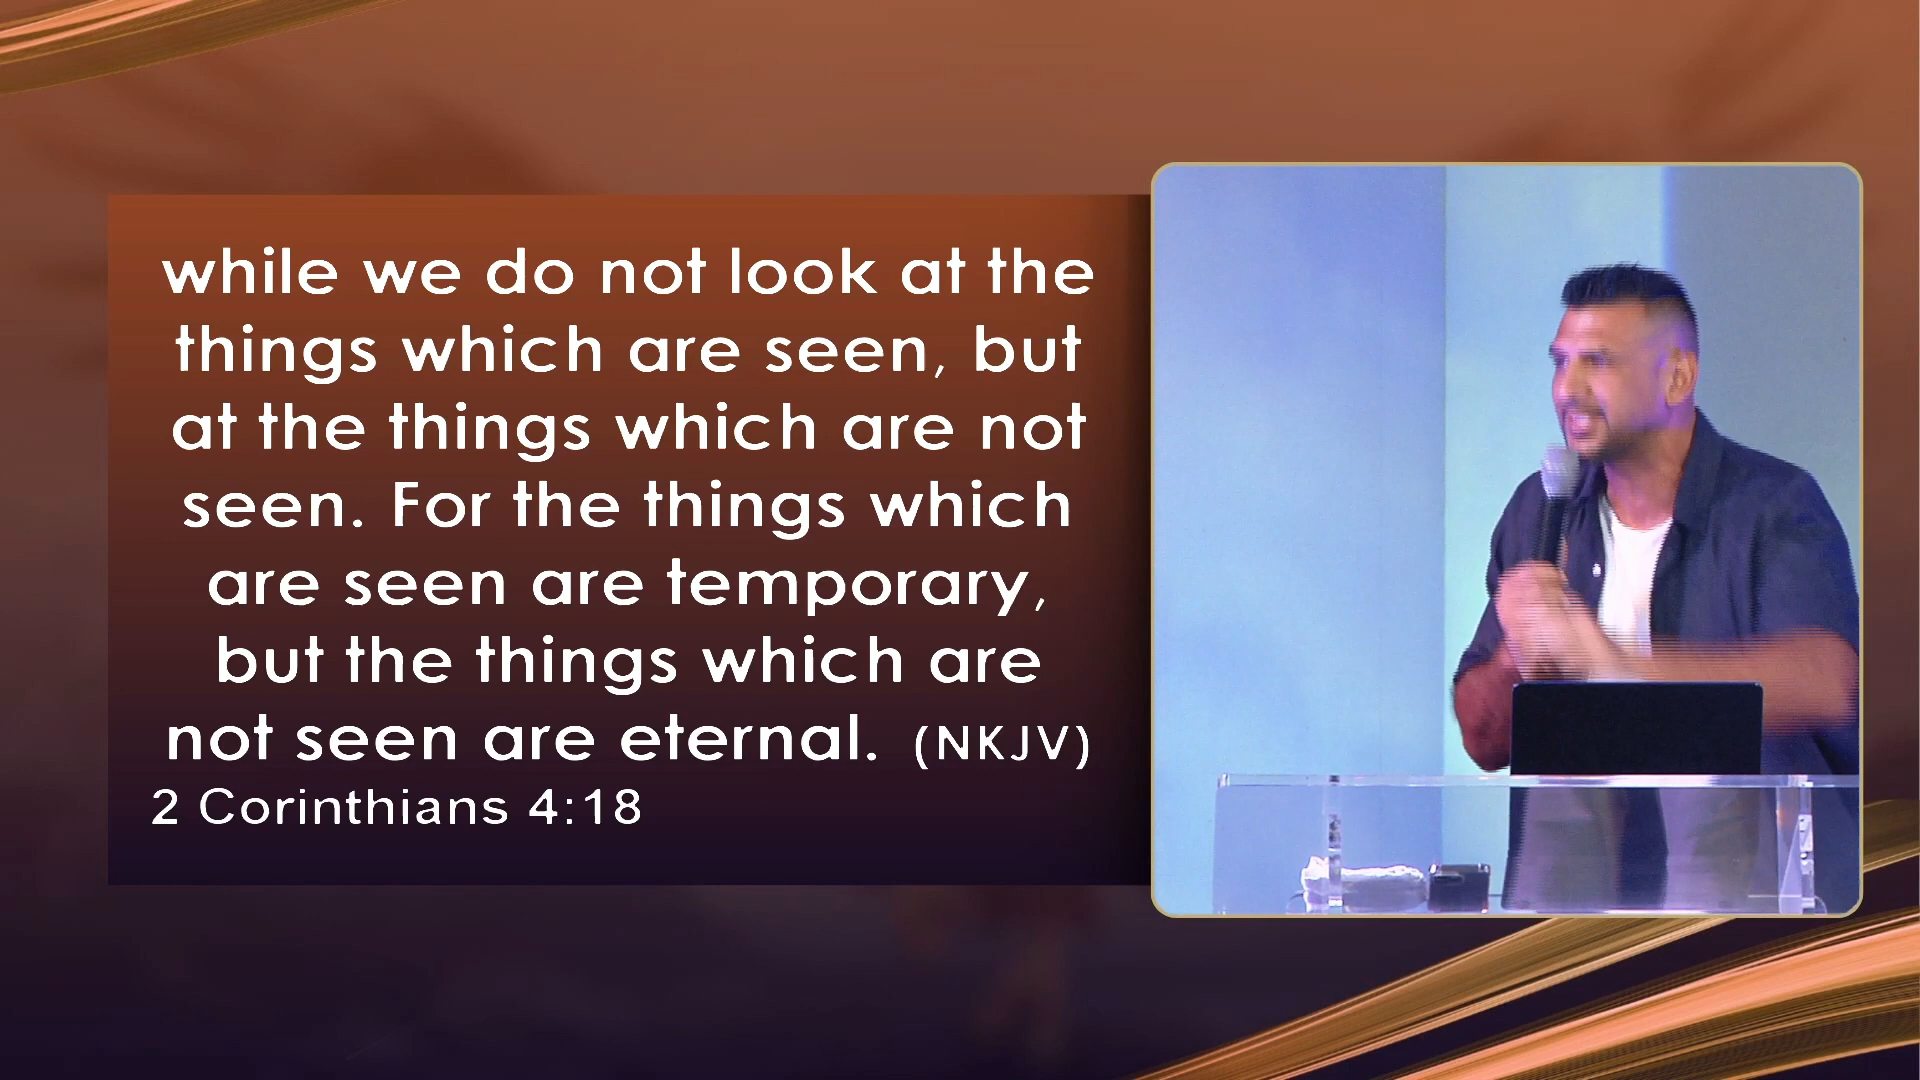 while we do not look at the
things which are seen, but
at the things which are not
seen. For the things which
are seen are temporary,
but the things which are
not seen are eternal. (NKJV)
2 Corinthians 4:18